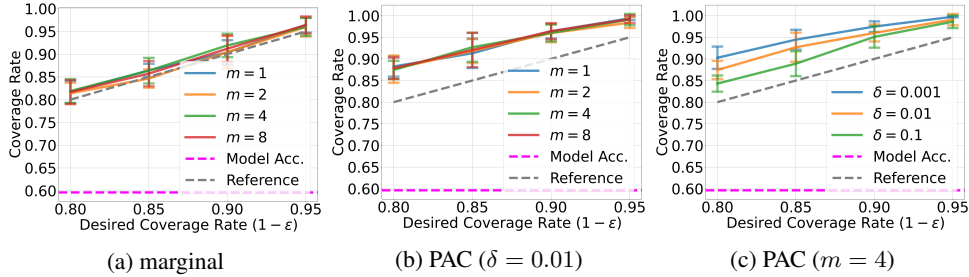 1.00
0.95
0.90
0.85
0.80
0.75
0.70
0.65
0.60
Coverage Rate
m = 1
m = 2
m = 4
m = 8
Model Acc.
Reference
0.80 0.85 0.90 0.95
Desired Coverage Rate (1 − ε)
(a) marginal
1.00
0.95
0.90
0.85
0.80
0.75
0.70
0.65
0.60
Coverage Rate
m = 1
m = 2
m = 4
m = 8
Model Acc.
Reference
0.80 0.85 0.90 0.95
Desired Coverage Rate (1 − ε)
(b) PAC (δ = 0.01)
1.00
0.95
0.90
0.85
0.80
0.75
0.70
0.65
0.60
Coverage Rate
δ = 0.001
δ = 0.01
δ = 0.1
Model Acc.
Reference
0.80 0.85 0.90 0.95
Desired Coverage Rate (1 − ε)
(c) PAC (m = 4)